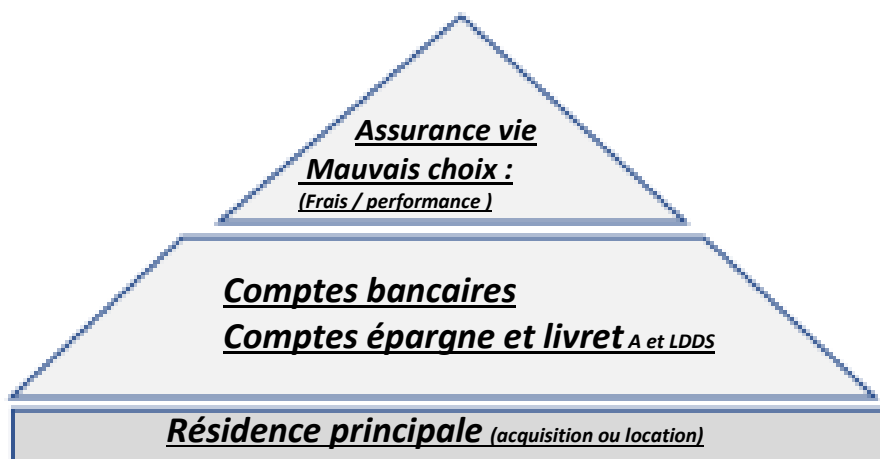 Assurance vie
Mauvais choix :
(Frais / performance )
Comptes bancaires
Comptes épargne et livret A et LDDS
Résidence principale (acquisition ou location)